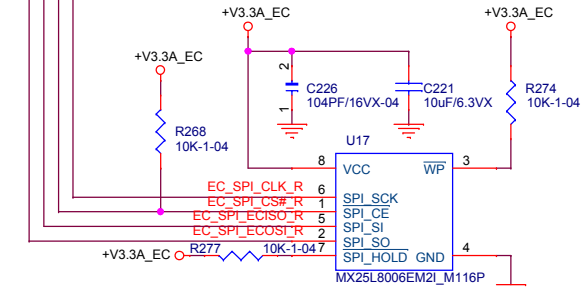 +V3.3A_EC
+V3.3A_EC
+V3.3A_EC
2
C226
104PF/16VX-04
1
C221
10uF/6.3VX
R274
10K-1-04
R268
10K-1-04
U17
8
VCC
WP
3
EC_SPI_CLK_R
6
SPI_SCK
EC_SPI_CS#_R
1
SPI_CE
EC_SPI_ECISO_R
5
SPI_SI
EC_SPI_ECOSI_R
2
SPI_SO
+V3.3A_EC
R277
10K-1-04
7
SPI_HOLD
GND
4
MX25L8006EM2I_M116P